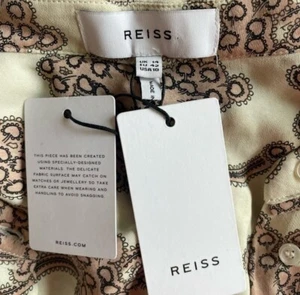 REISS
THIS PIECE HAS BEEN CREATED
USING SPECIALLY-DESIGNED
MATERIALS. THE DELICATE
FABRIC SURFACE MAY CATCH ON
WATCHES OR JEWELLERY SO TAKE
EXTRA CARE WHEN WEARING AND
HANDLING TO AVOID SNAGGING.
REISS.COM
REISS